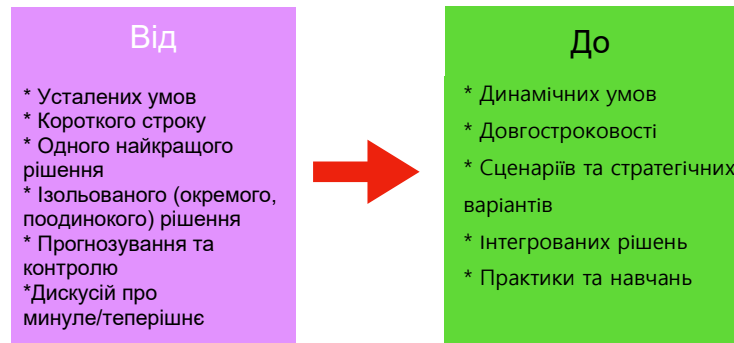 Від
* Усталених умов
* Короткого строку
* Одного найкращого
рішення
* Ізольованого (окремого,
поодинокого) рішення
* Прогнозування та
контролю
*Дискусій про
минуле/теперішнє
До
* Динамічних умов
* Довгостроковості
* Сценаріїв та стратегічних
варіантів
* Інтегрованих рішень
* Практики та навчань